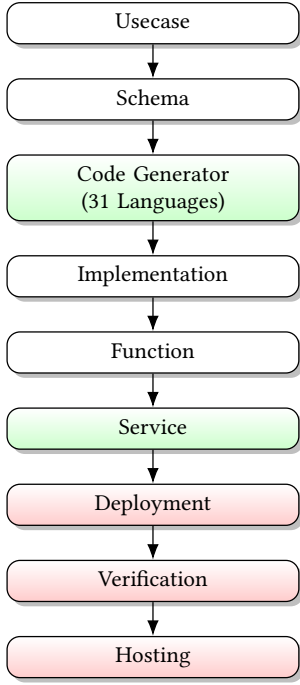 Usecase
Schema
Code Generator
(31 Languages)
Implementation
Function
Service
Deployment
Verification
Hosting